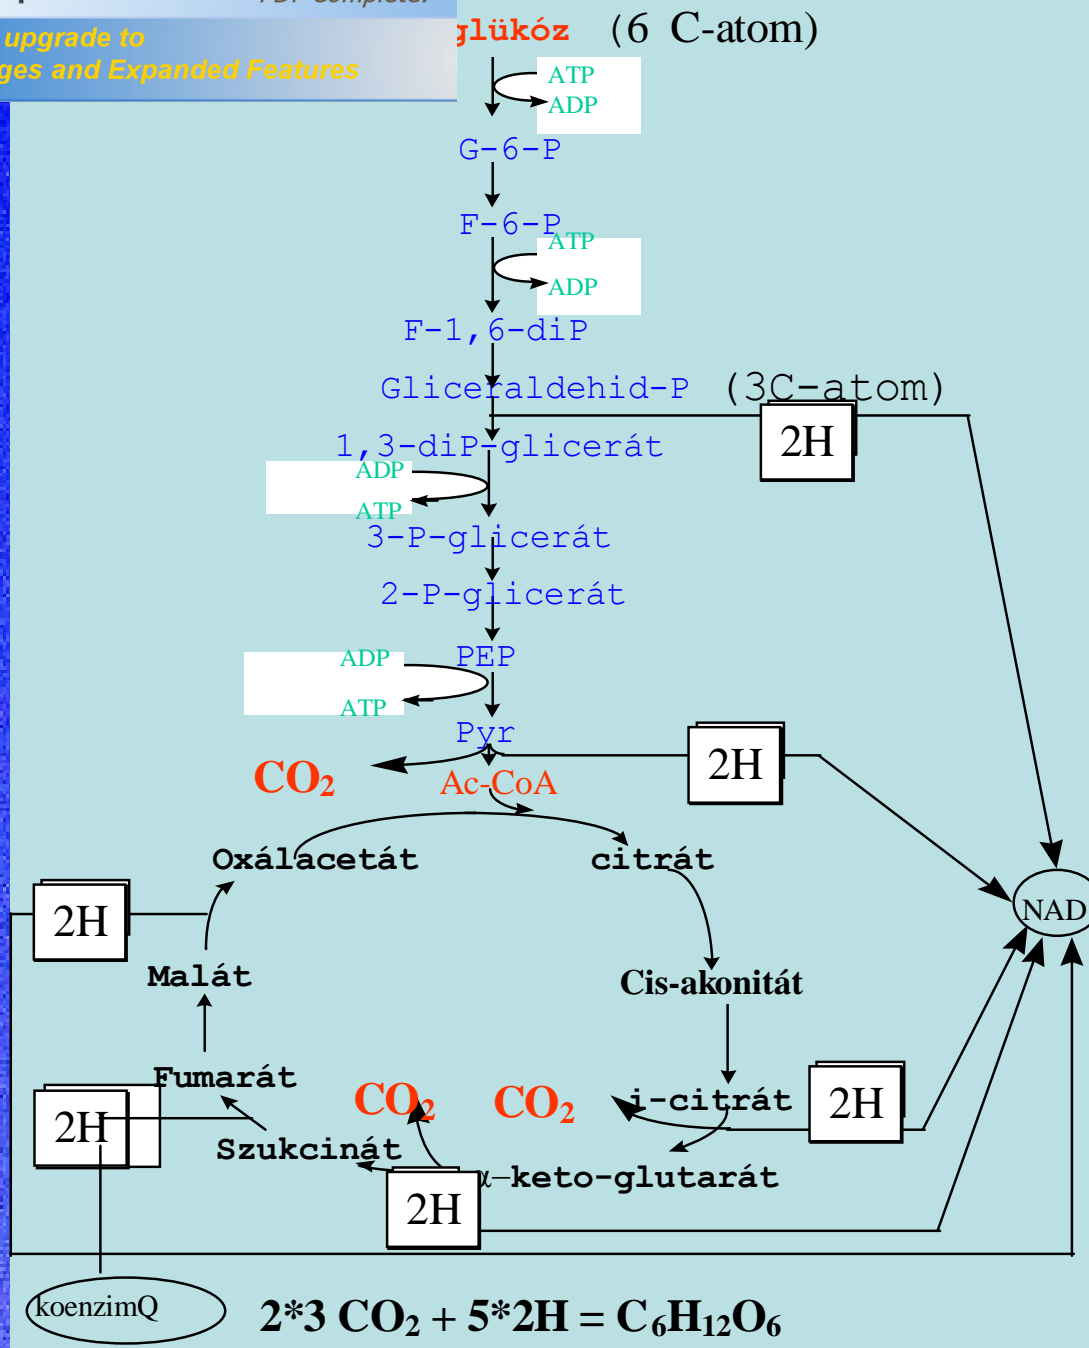 PDF Complete.
upgrade to
ges and Expanded Features
glükóz (6 C-atom)
ATP
ADP
G-6-P
F-6-P
ATP
ADP
F-1,6-diP
Gliceraldehid-P (3C-atom)
2H
1,3-diP-glicerát
ADP
ATP
3-P-glicerát
2-P-glicerát
ADP
PEP
ATP
Pyr
2H
CO2
Ac-CoA
Oxálacetát
citrát
2H
NAD
Malát
Cis-akonitát
Fumarát
CO2
CO2
i-citrát
2H
2H
Szukcinát
α-keto-glutarát
2H
koenzimQ
2*3 CO2 + 5*2H = C6H12O6